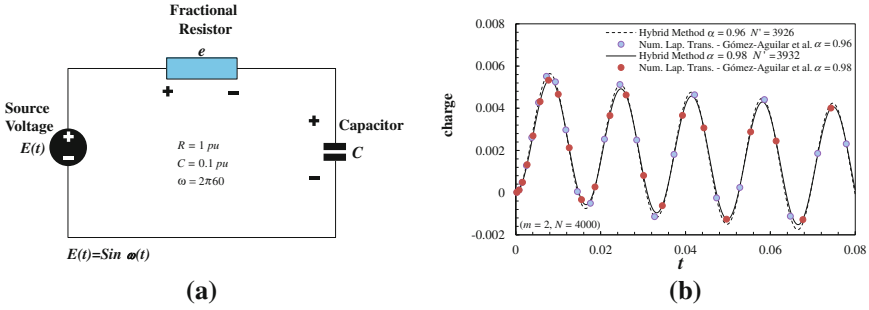 Fractional
Resistor
e
+ −
Source
Voltage
E(t)
+
−
R = 1 pu
C = 0.1 pu
ω = 2π60
+
−
Capacitor
C
E(t)=Sin ω(t)
(a)
charge
0.008
0.006
0.004
0.002
0
-0.002
Hybrid Method α = 0.96 N' = 3926
Num. Lap. Trans. - Gómez-Aguilar et al. α = 0.96
Hybrid Method α = 0.98 N' = 3932
Num. Lap. Trans. - Gómez-Aguilar et al. α = 0.98
(m = 2, N = 4000)
0 0.02 0.04 0.06 0.08
t
(b)